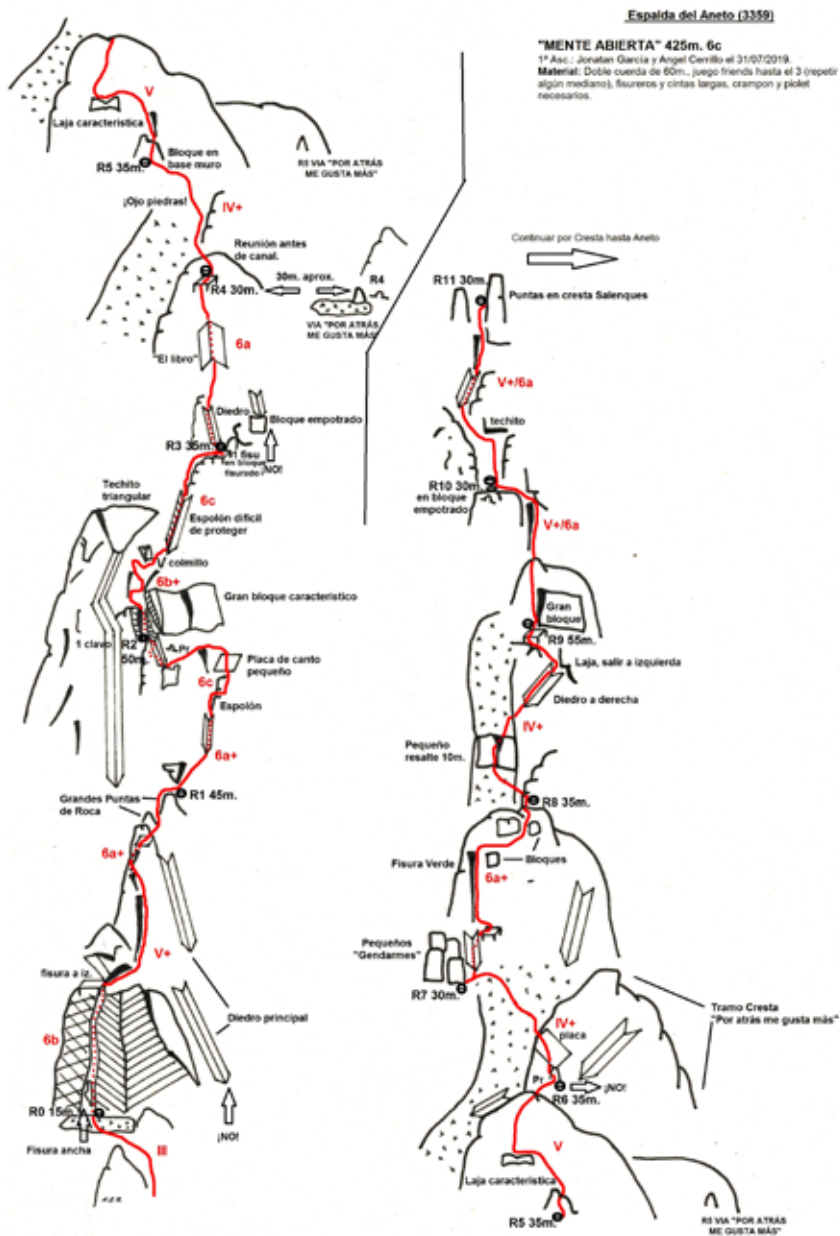 Espalda del Aneto (3359)
"MENTE ABIERTA" 425m. 6c
1ª Asc.: Jonatan García y Angel Cerrillo el 31/07/2019.
Material: Doble cuerda de 60m., juego friends hasta el 3 (repetir
algún mediano), fisureros y cintas largas, crampon y piolet
necesarios.
V
Laja característica
Bloque en
base muro
R5 35m.
R5 VIA "POR ATRÁS
ME GUSTA MÁS"
¡Ojo piedras!
IV+
Reunión antes
de canal.
R4 30m.
30m. aprox.
R4
VIA "POR ATRÁS
ME GUSTA MÁS"
6a
"El libro"
Diedro
Bloque empotrado
R3 35m.
1 fisu
en bloque
fisurado
¡NO!
Techito
triangular
6c
Espolón difícil
de proteger
V colmillo
6b+
Gran bloque característico
1 clavo
R2
50m.
Pr
Placa de canto
pequeño
6c
Espolón
6a+
R1 45m.
Grandes Puntas
de Roca
6a+
V+
fisura a iz.
Diedro principal
6b
R0 15m.
¡NO!
Fisura ancha
III
Continuar por Cresta hasta Aneto
R11 30m.
Puntas en cresta Salenques
V+/6a
techito
R10 30m.
en bloque
empotrado
V+/6a
Gran
bloque
R9 55m.
Laja, salir a izquierda
Diedro a derecha
IV+
Pequeño
resalte 10m.
R8 35m.
Bloques
Fisura Verde
6a+
Pequeños
"Gendarmes"
R7 30m.
Tramo Cresta
"Por atrás me gusta más"
IV+
placa
Pr
¡NO!
R6 35m.
V
Laja característica
R5 35m.
R5 VIA "POR ATRÁS
ME GUSTA MÁS"